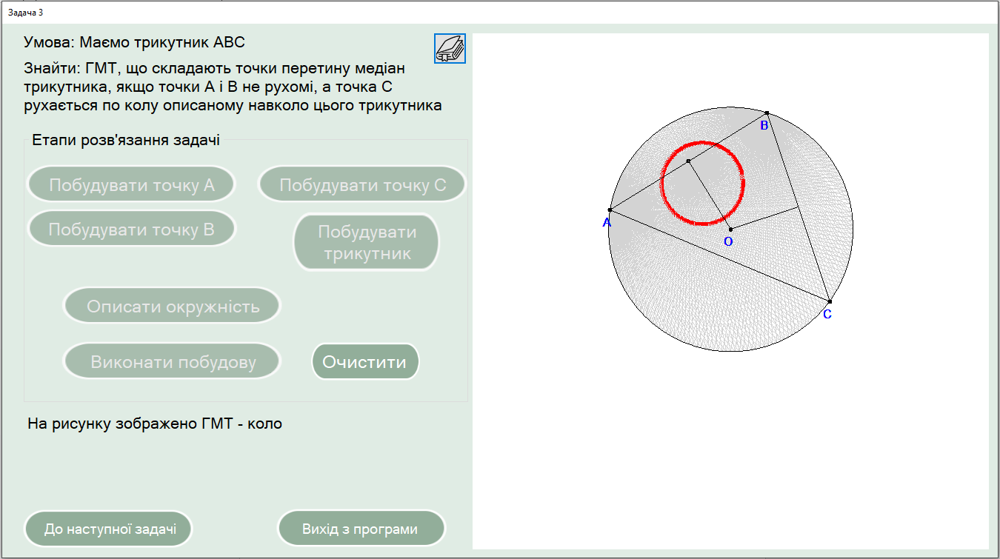 Задача 3
Умова: Маємо трикутник ABC
Знайти: ГМТ, що складають точки перетину медіан
трикутника, якщо точки А і В не рухомі, а точка С
рухається по колу описаному навколо цього трикутника
Етапи розв'язання задачі
Побудувати точку А
Побудувати точку С
Побудувати точку В
Побудувати
трикутник
Описати окружність
Виконати побудову
Очистити
На рисунку зображено ГМТ - коло
До наступної задачі
Вихід з програми
B
A
O
C